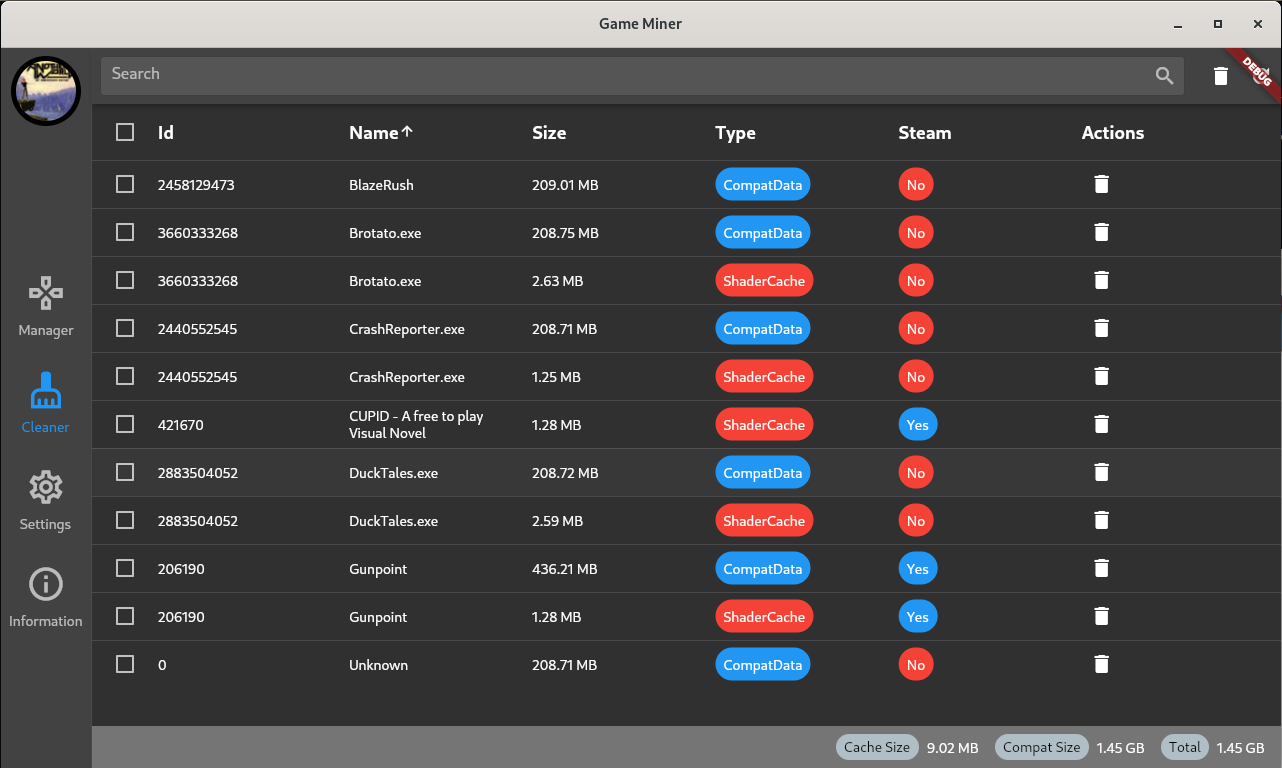 Game Miner
Search
DEBUG
Id Name Size Type Steam Actions
2458129473 BlazeRush 209.01 MB CompatData No
3660333268 Brotato.exe 208.75 MB CompatData No
3660333268 Brotato.exe 2.63 MB ShaderCache No
2440552545 CrashReporter.exe 208.71 MB CompatData No
2440552545 CrashReporter.exe 1.25 MB ShaderCache No
421670 CUPID - A free to play
Visual Novel 1.28 MB ShaderCache Yes
2883504052 DuckTales.exe 208.72 MB CompatData No
2883504052 DuckTales.exe 2.59 MB ShaderCache No
206190 Gunpoint 436.21 MB CompatData Yes
206190 Gunpoint 1.28 MB ShaderCache Yes
0 Unknown 208.71 MB CompatData No
Manager
Cleaner
Settings
Information
Cache Size 9.02 MB Compat Size 1.45 GB Total 1.45 GB